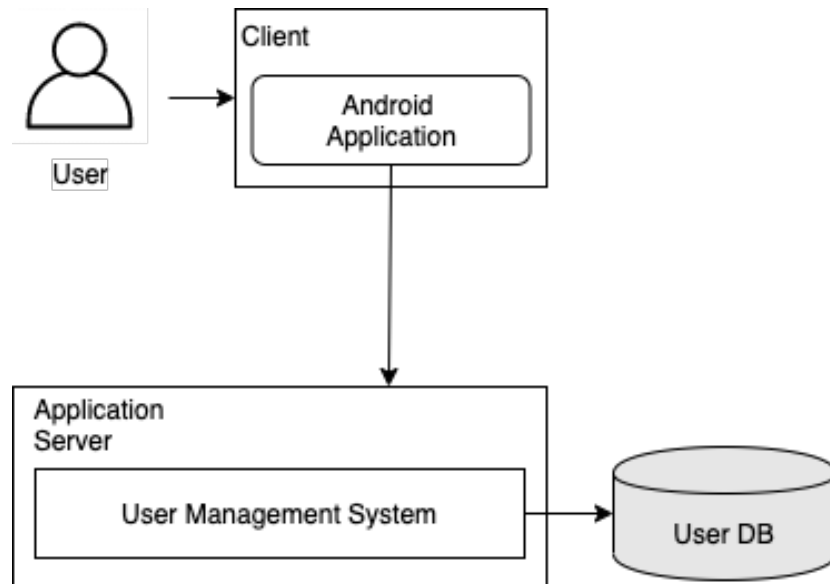 Client
Android
Application
User
Application
Server
User Management System
User DB